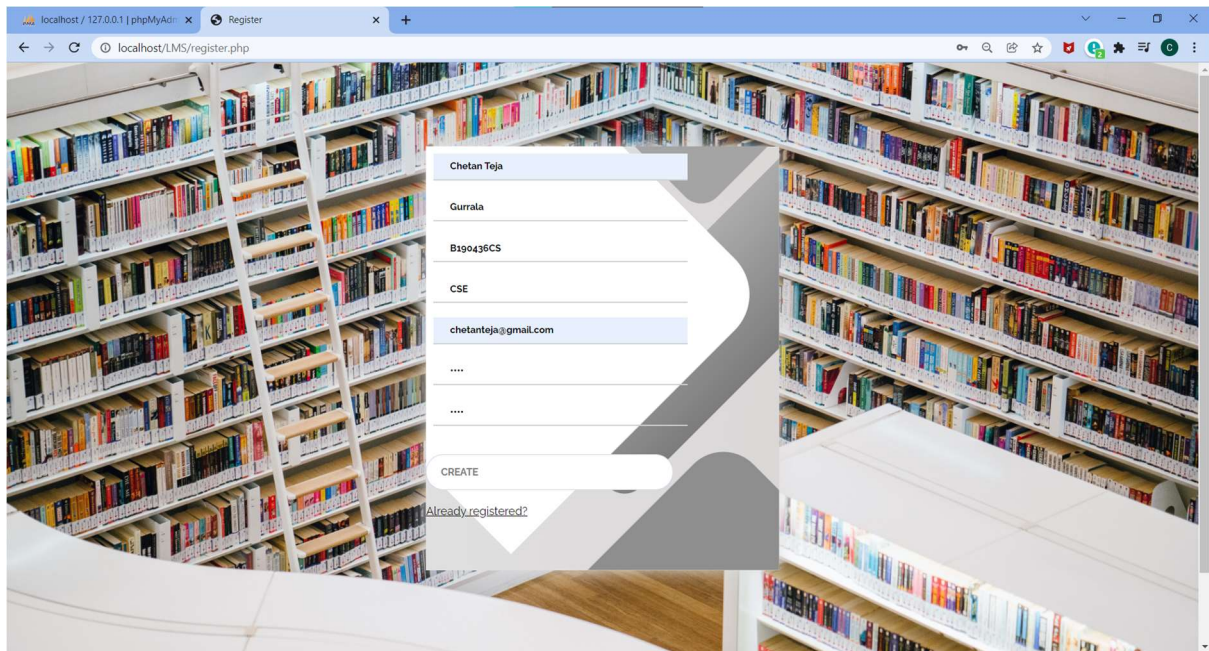 localhost / 127.0.0.1 | phpMyAdm
Register
localhost/LMS/register.php
2
C
Chetan Teja
Gurrala
B190436CS
CSE
chetanteja@gmail.com
••••
••••
CREATE
Already registered?